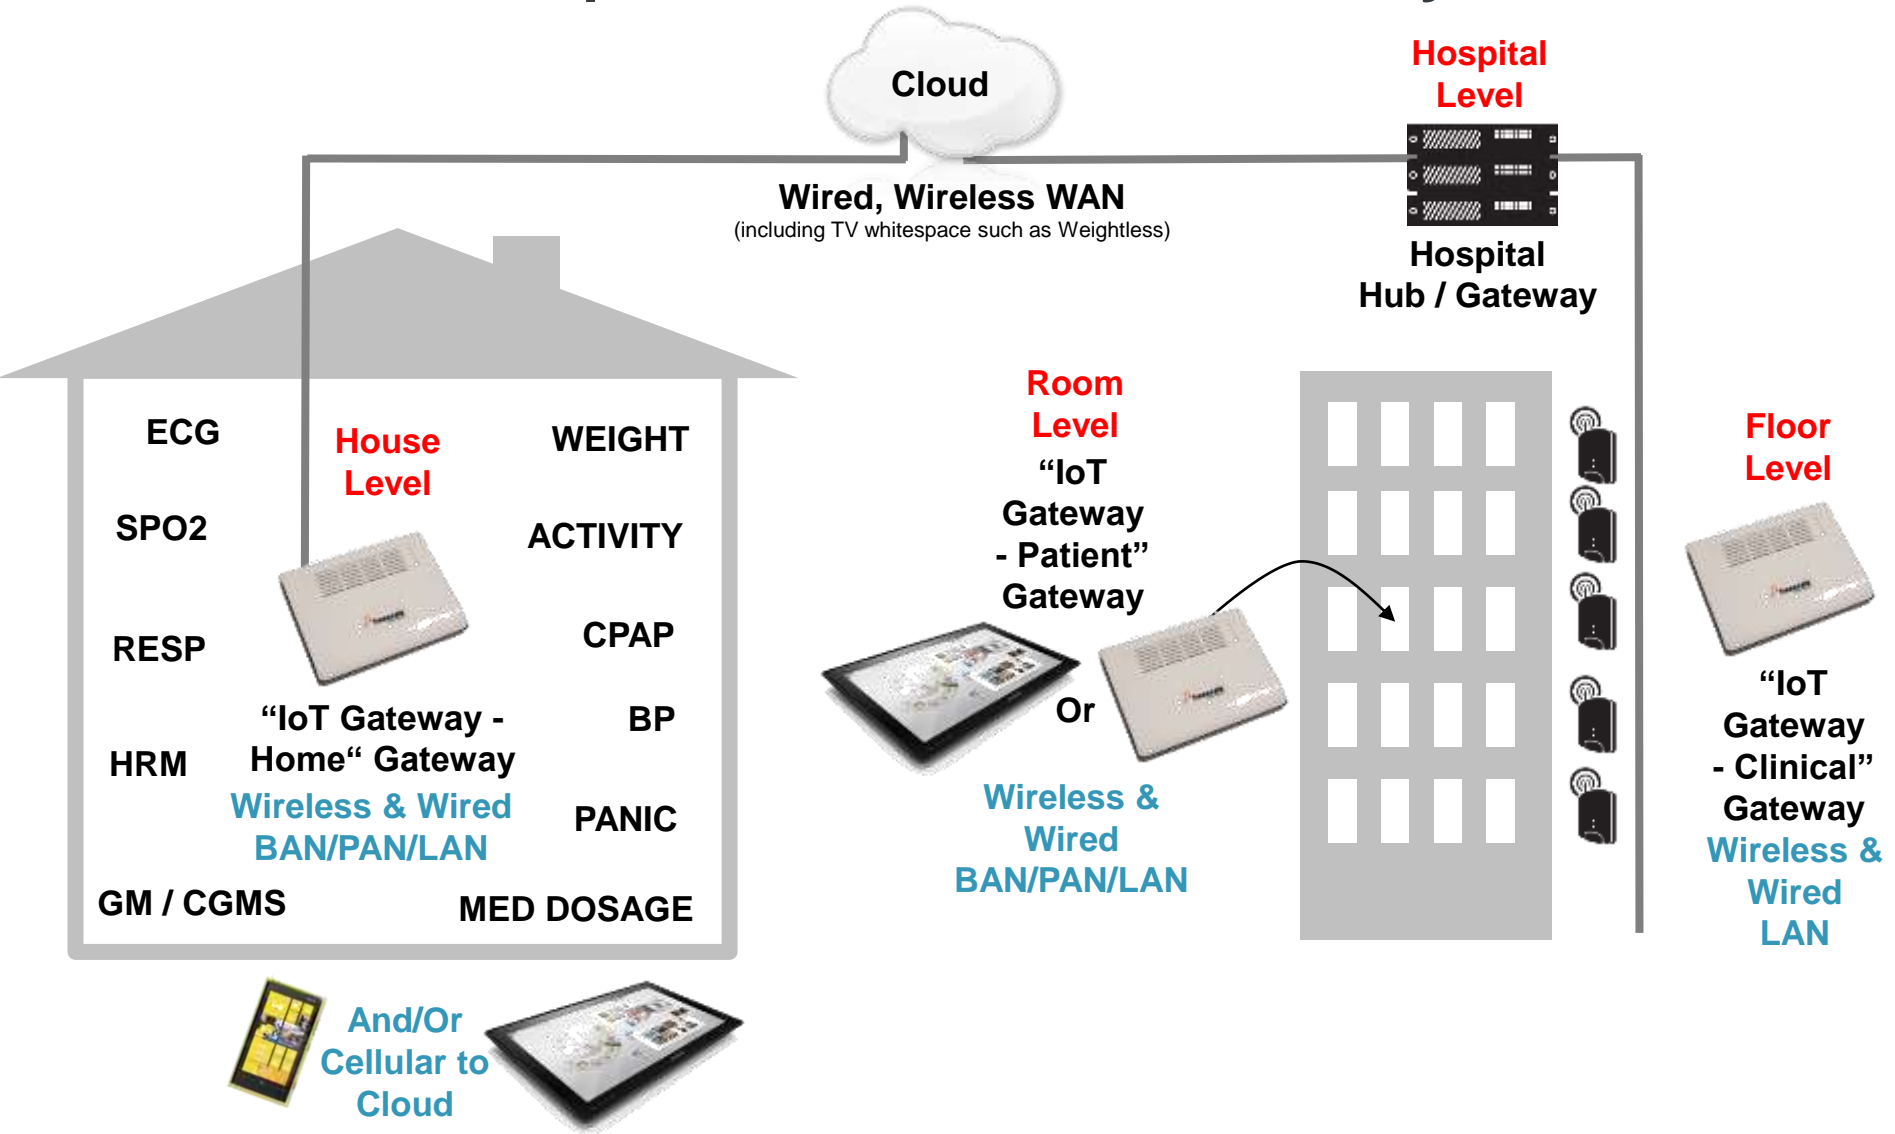 Cloud
Hospital
Level
Wired, Wireless WAN
(including TV whitespace such as Weightless)
Hospital
Hub / Gateway
ECG
SPO2
RESP
HRM
GM / CGMS
House
Level
“IoT Gateway -
Home“ Gateway
Wireless & Wired
BAN/PAN/LAN
WEIGHT
ACTIVITY
CPAP
BP
PANIC
MED DOSAGE
And/Or
Cellular to
Cloud
Room
Level
“IoT
Gateway
- Patient”
Gateway
Or
Wireless &
Wired
BAN/PAN/LAN
Floor
Level
“IoT
Gateway
- Clinical”
Gateway
Wireless &
Wired
LAN